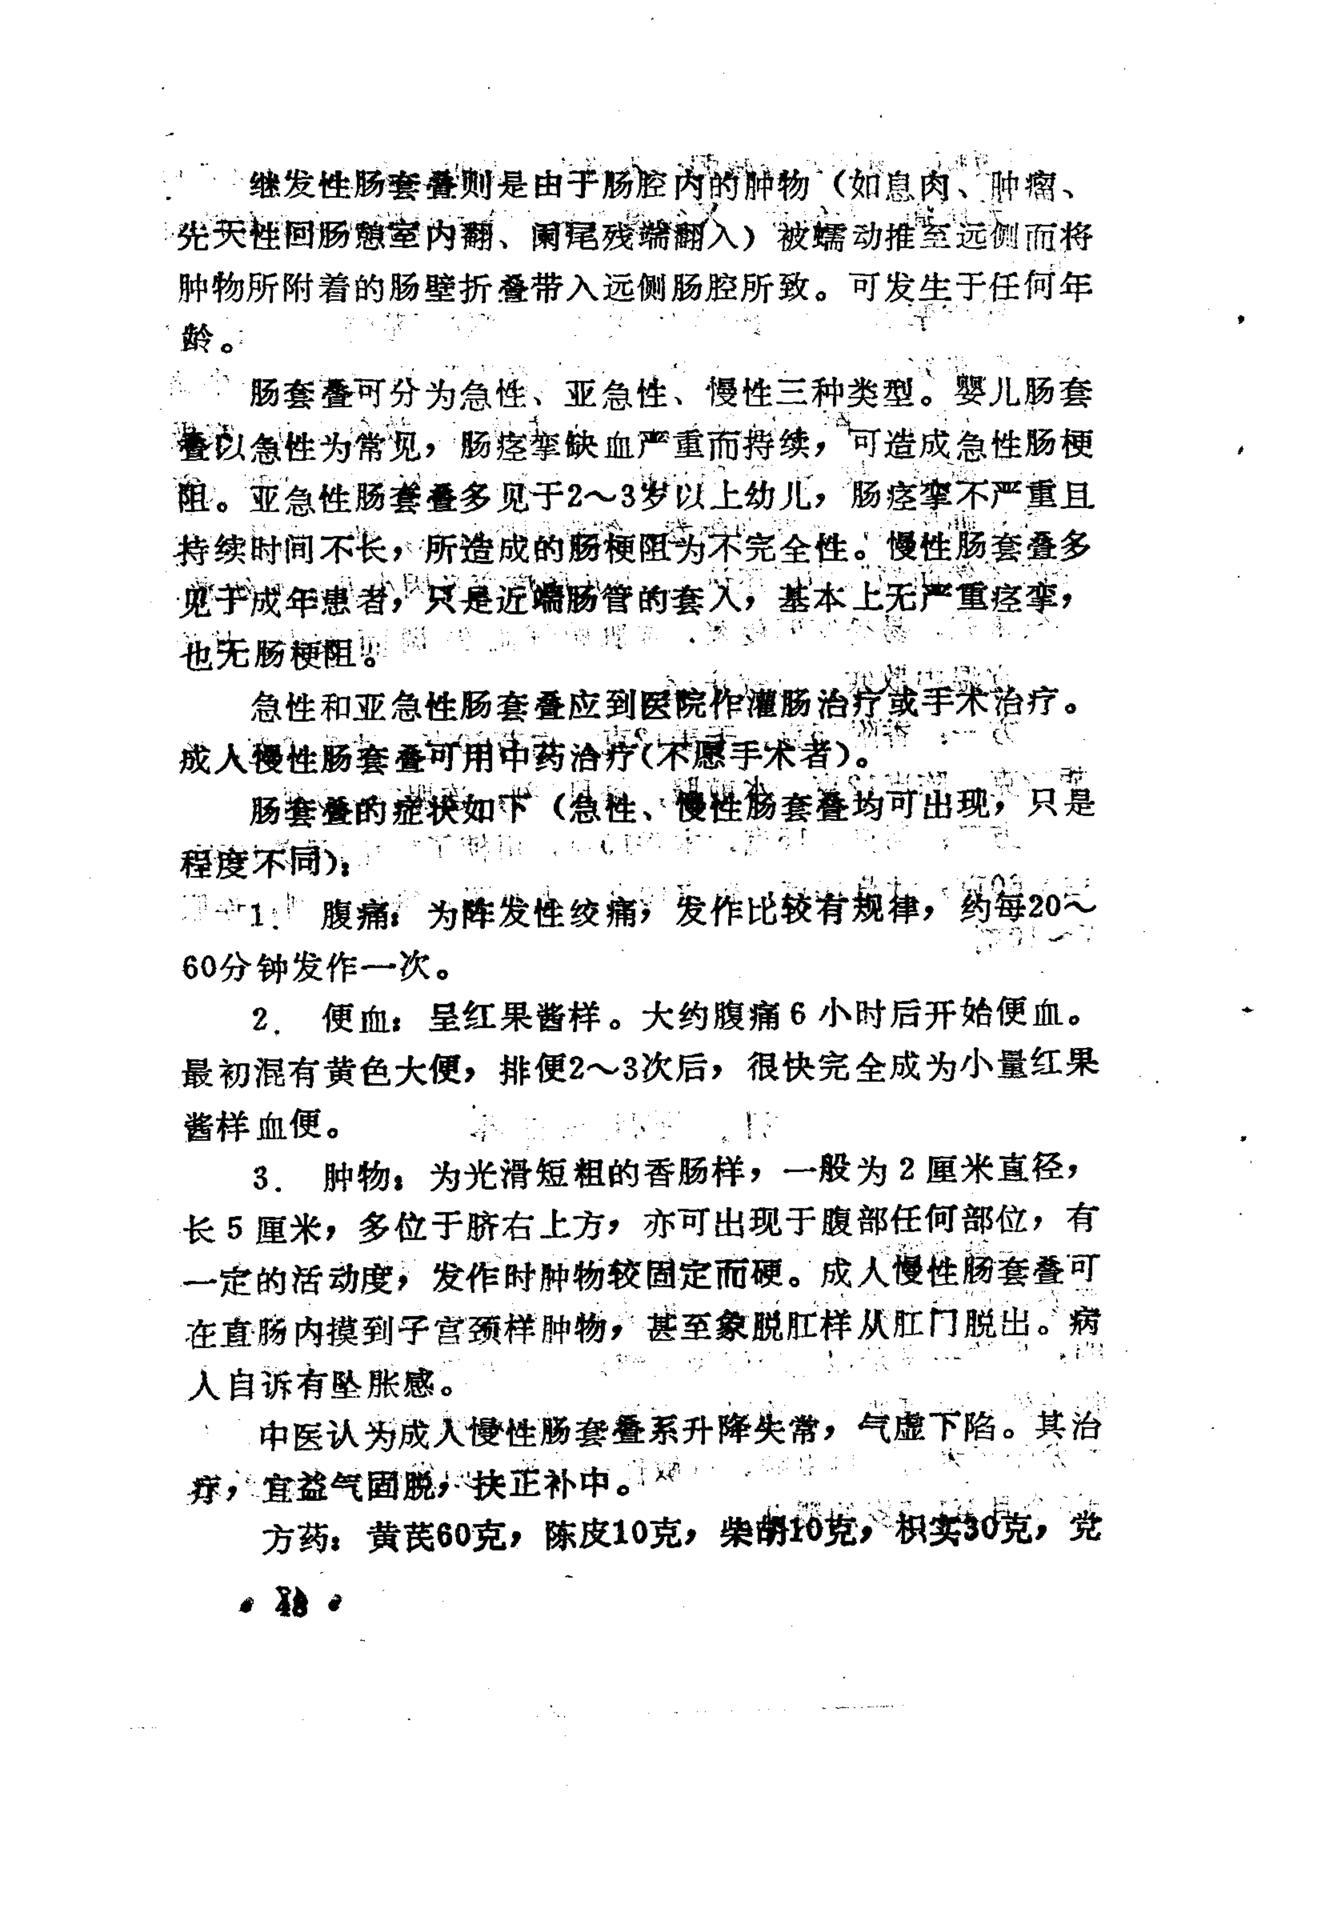 继发性肠套叠则是由于肠腔内的肿物（如息肉、肿瘤、
先天性回肠憩室内翻、阑尾残端翻入）被蠕动推至远侧而将
肿物所附着的肠壁折叠带入远侧肠腔所致。可发生于任何年
龄。
肠套叠可分为急性、亚急性、慢性三种类型。婴儿肠套
叠以急性为常见，肠痉挛缺血严重而持续，可造成急性肠梗
阻。亚急性肠套叠多见于2～3岁以上幼儿，肠痉挛不严重且
持续时间不长，所造成的肠梗阻为不完全性。慢性肠套叠多
见于成年患者，只是近端肠管的套入，基本上无严重痉挛，
也无肠梗阻。
急性和亚急性肠套叠应到医院作灌肠治疗或手术治疗。
成人慢性肠套叠可用中药治疗（不愿手术者）。
肠套叠的症状如下（急性、慢性肠套叠均可出现，只是
程度不同）：
1．腹痛：为阵发性绞痛，发作比较有规律，约每20～
60分钟发作一次。
2．便血：呈红果酱样。大约腹痛6小时后开始便血。
最初混有黄色大便，排便2～3次后，很快完全成为小量红果
酱样血便。
3．肿物：为光滑短粗的香肠样，一般为2厘米直径，
长5厘米，多位于脐右上方，亦可出现于腹部任何部位，有
一定的活动度，发作时肿物较固定而硬。成人慢性肠套叠可
在直肠内摸到子宫颈样肿物，甚至象脱肛样从肛门脱出。病
人自诉有坠胀感。
中医认为成人慢性肠套叠系升降失常，气虚下陷。其治
疗，宜益气固脱，扶正补中。
方药：黄芪60克，陈皮10克，柴胡10克，枳实30克，党
• 48 •